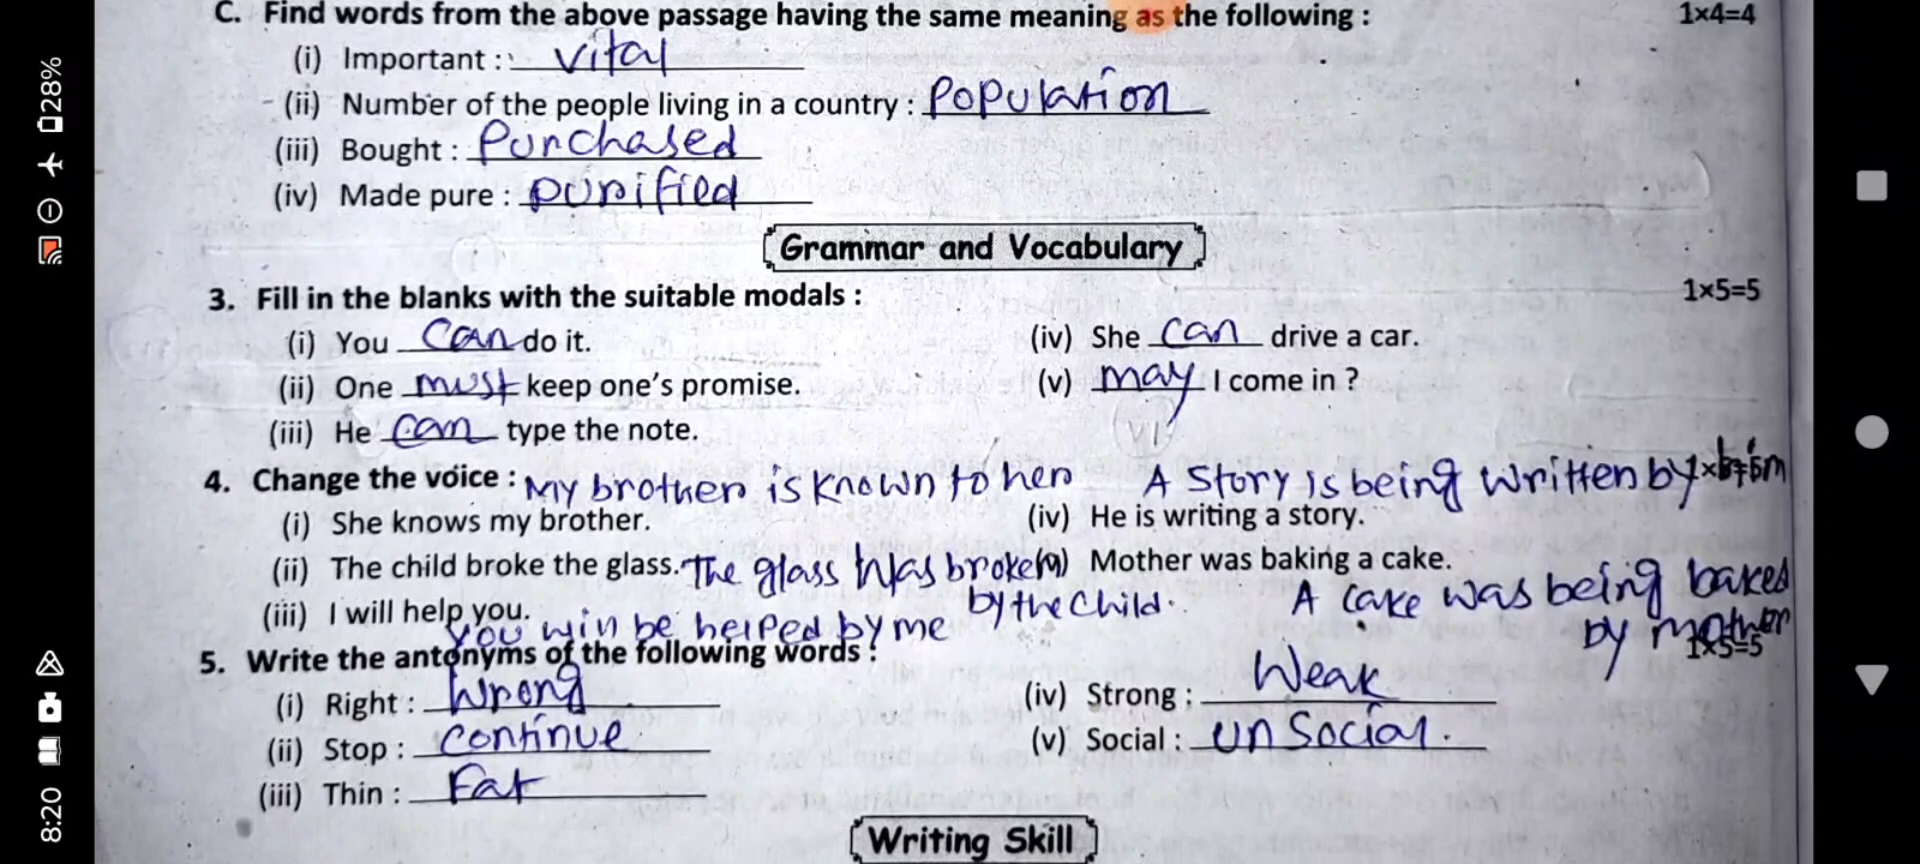 C. Find words from the above passage having the same meaning as the following : 1×4=4
(i) Important : vital
(ii) Number of the people living in a country : Population
(iii) Bought : Purchased
(iv) Made pure : purified
Grammar and Vocabulary
3. Fill in the blanks with the suitable modals : 1×5=5
(i) You can do it. (iv) She can drive a car.
(ii) One must keep one's promise. (v) may I come in ?
(iii) He can type the note.
4. Change the voice : My brother is known to her A Story is being written by him
(i) She knows my brother. (iv) He is writing a story.
(ii) The child broke the glass. The glass was broken (v) Mother was baking a cake.
by the child. A cake was being baked
(iii) I will help you. You will be helped by me by mother
5. Write the antonyms of the following words : 1×5=5
(i) Right : Wrong (iv) Strong : Weak
(ii) Stop : continue (v) Social : unSocial.
(iii) Thin : Fat
Writing Skill
28%
8:20